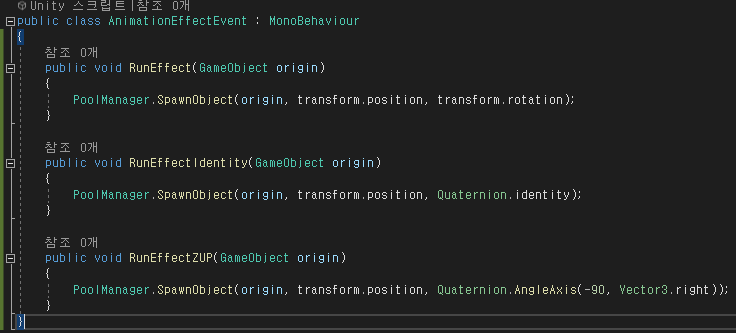 Unity 스크립트|참조 0개
public class AnimationEffectEvent : MonoBehaviour
{
참조 0개
public void RunEffect(GameObject origin)
{
PoolManager.SpawnObject(origin, transform.position, transform.rotation);
}
참조 0개
public void RunEffectIdentity(GameObject origin)
{
PoolManager.SpawnObject(origin, transform.position, Quaternion.identity);
}
참조 0개
public void RunEffectZUP(GameObject origin)
{
PoolManager.SpawnObject(origin, transform.position, Quaternion.AngleAxis(-90, Vector3.right));
}
}